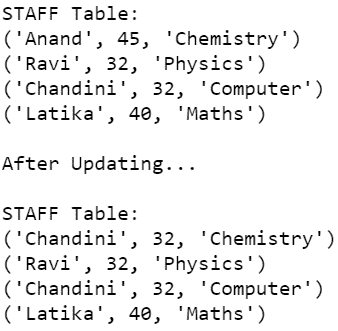 STAFF Table:
('Anand', 45, 'Chemistry')
('Ravi', 32, 'Physics')
('Chandini', 32, 'Computer')
('Latika', 40, 'Maths')
After Updating...
STAFF Table:
('Chandini', 32, 'Chemistry')
('Ravi', 32, 'Physics')
('Chandini', 32, 'Computer')
('Latika', 40, 'Maths')